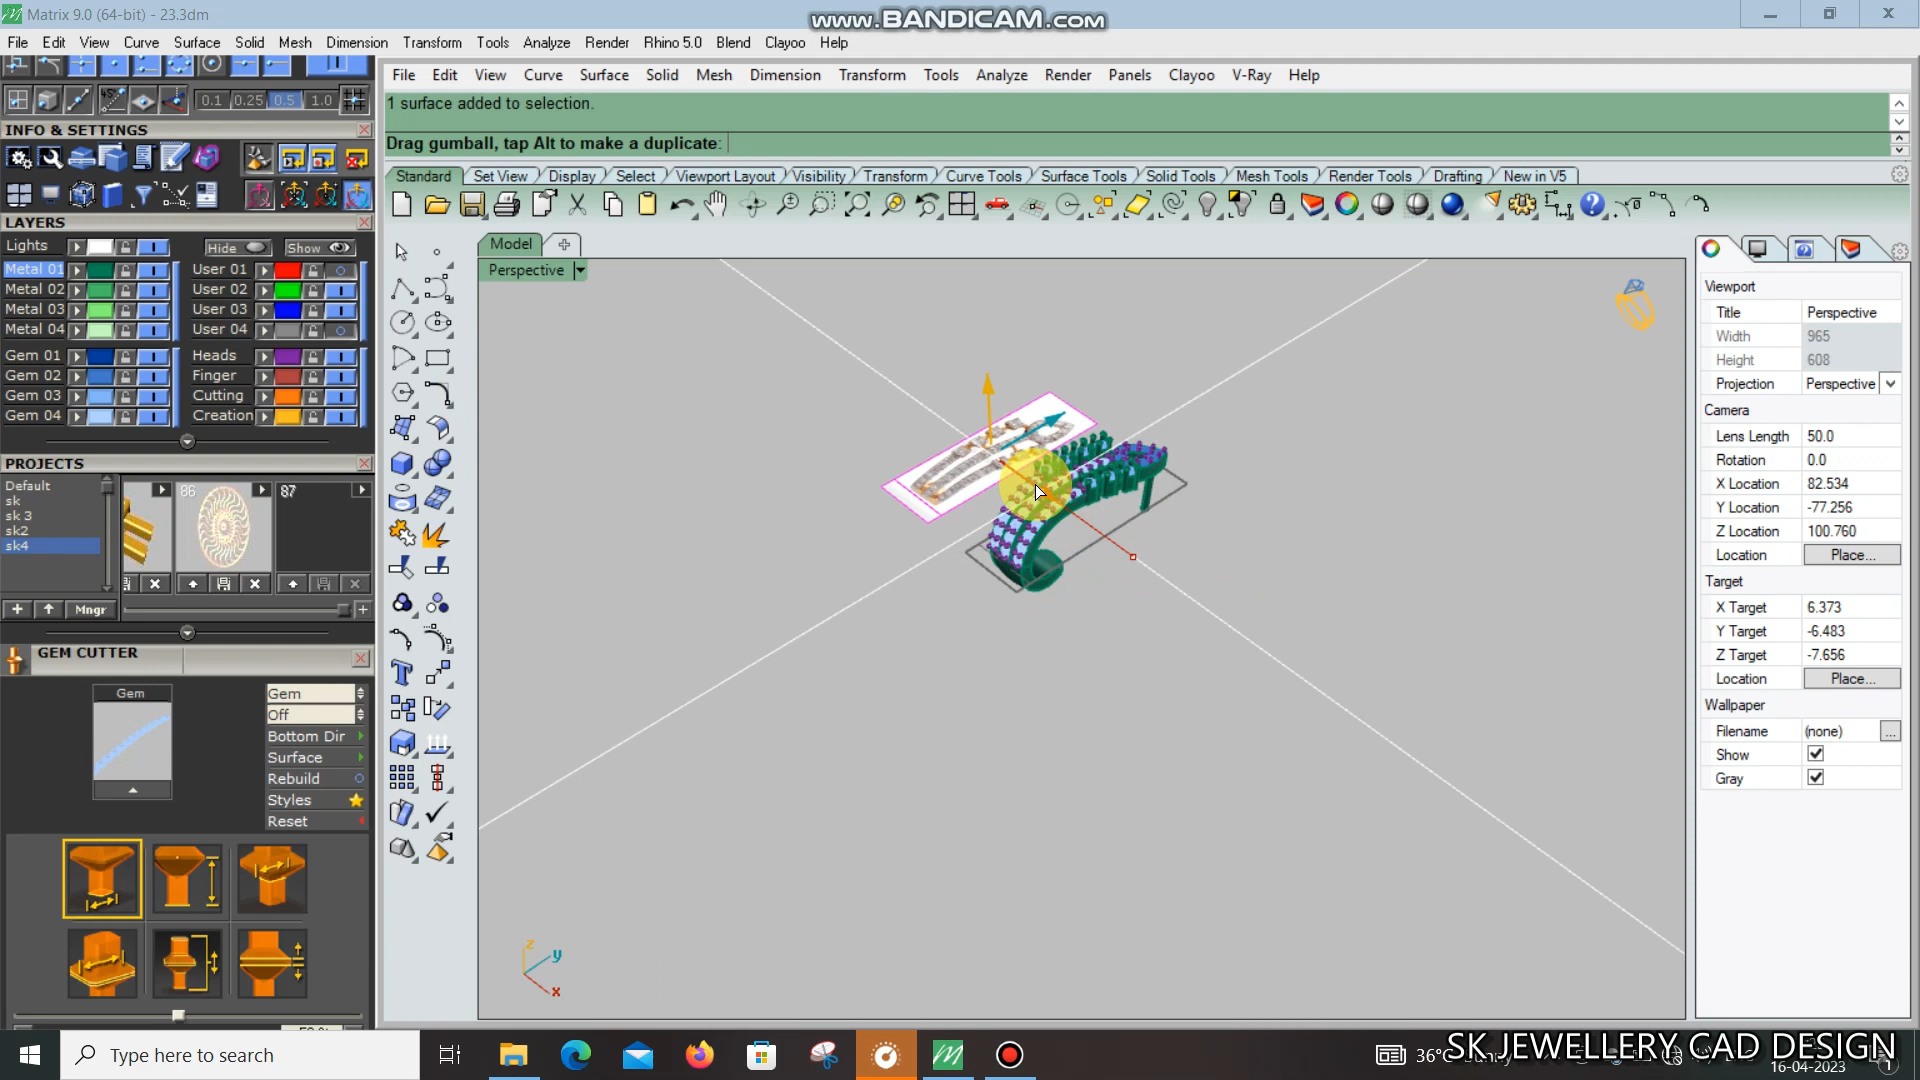 Matrix 9.0 (64-bit) - 23.3dm
www.BANDICAM.com
File Edit View Curve Surface Solid Mesh Dimension Transform Tools Analyze Render Rhino 5.0 Blend Clayoo Help
File Edit View Curve Surface Solid Mesh Dimension Transform Tools Analyze Render Panels Clayoo V-Ray Help
1 surface added to selection.
Drag gumball, tap Alt to make a duplicate:
Standard Set View Display Select Viewport Layout Visibility Transform Curve Tools Surface Tools Solid Tools Mesh Tools Render Tools Drafting New in V5
0.1 0.25 0.5 1.0
INFO & SETTINGS
LAYERS
Lights Hide Show
Metal 01 User 01
Metal 02 User 02
Metal 03 User 03
Metal 04 User 04
Gem 01 Heads
Gem 02 Finger
Gem 03 Cutting
Gem 04 Creation
PROJECTS
Default
sk
sk 3
sk2
sk4
86 87
Mngr
GEM CUTTER
Gem
Gem
Off
Bottom Dir
Surface
Rebuild
Styles
Reset
Model
Perspective
z
y
x
Viewport
Title Perspective
Width 965
Height 608
Projection Perspective
Camera
Lens Length 50.0
Rotation 0.0
X Location 82.534
Y Location -77.256
Z Location 100.760
Location Place...
Target
X Target 6.373
Y Target -6.483
Z Target -7.656
Location Place...
Wallpaper
Filename (none) ...
Show
Gray
Type here to search
36°C
SK JEWELLERY CAD DESIGN
16-04-2023
1